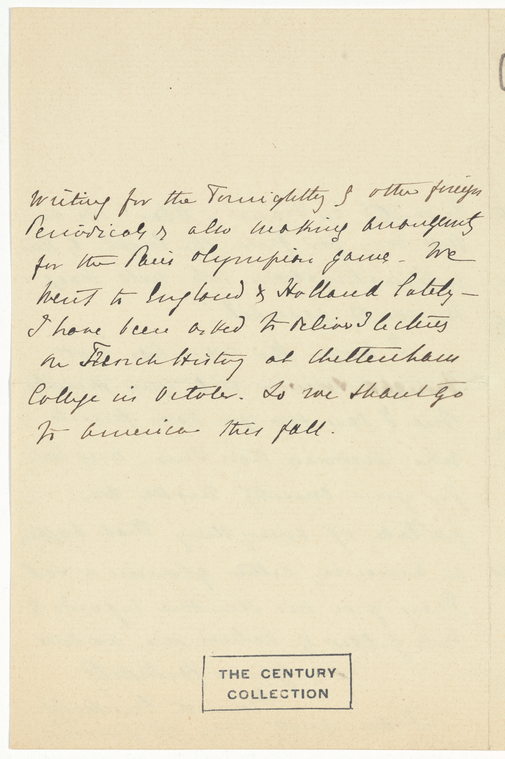 Writing for the Fortnightly & other foreign
Periodicals & also making arrangements
for the Paris Olympian games - We
Went to England & Holland lately -
I have been asked to deliver 3 lectures
on French History at Cheltenham
College in October. So we shant go
to America this fall.
THE CENTURY
COLLECTION